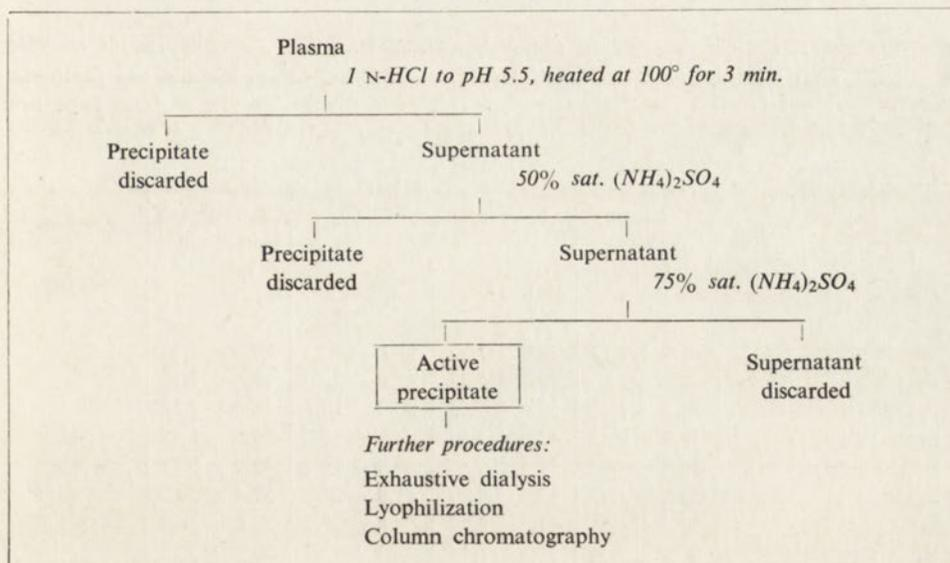 Plasma
1 N-HCl to pH 5.5, heated at 100° for 3 min.
Precipitate
discarded
Supernatant
50% sat. (NH4)2SO4
Precipitate
discarded
Supernatant
75% sat. (NH4)2SO4
Active
precipitate
Supernatant
discarded
Further procedures:
Exhaustive dialysis
Lyophilization
Column chromatography